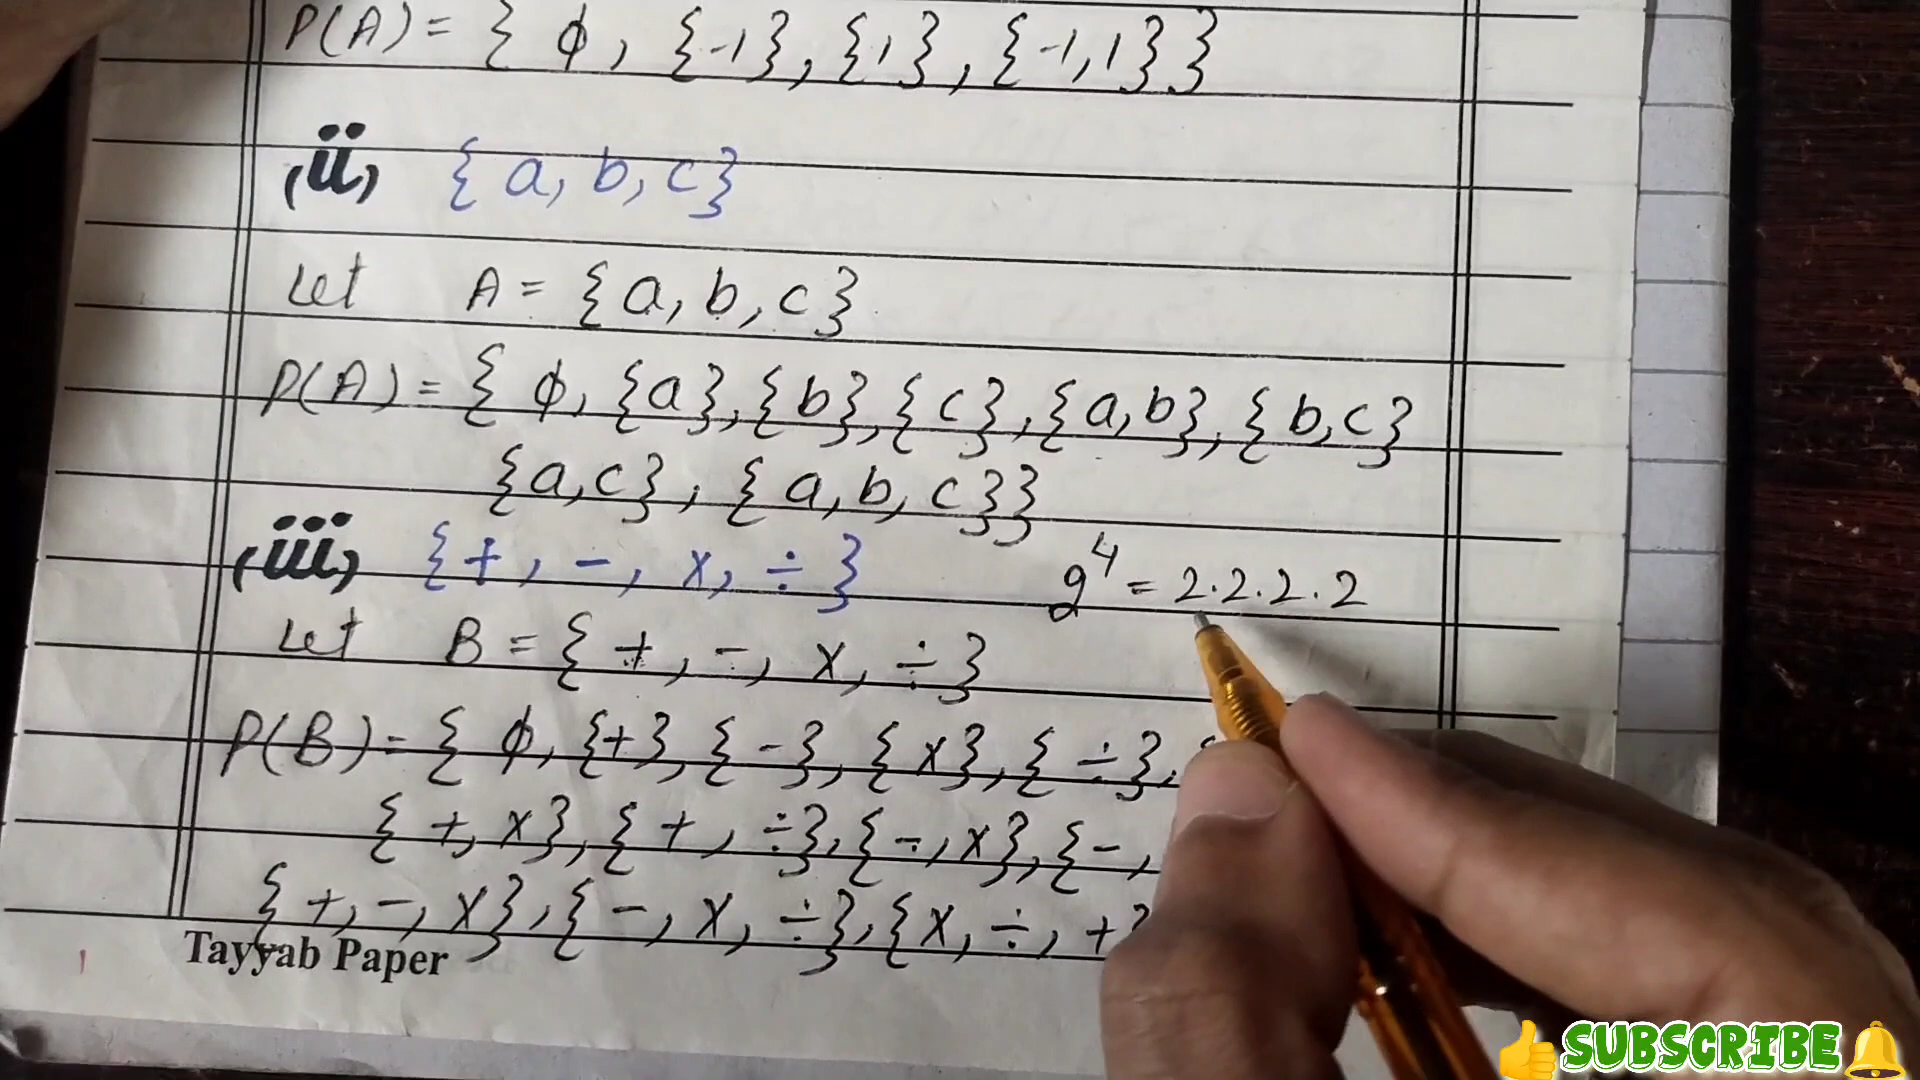 P(A) = { φ, {-1}, {1}, {-1,1}}
(ii) {a, b, c}
Let A = {a, b, c}
P(A) = { φ, {a}, {b}, {c}, {a,b}, {b,c}
{a,c}, {a, b, c}}
(iii) {+, -, x, ÷}
2⁴ = 2.2.2.2
Let B = {+, -, x, ÷}
P(B) = { φ, {+}, {-}, {x}, {÷},
{+, x}, {+, ÷}, {-, x}, {-,
{+, -, x}, {-, x, ÷}, {x, ÷, +}
Tayyab Paper
SUBSCRIBE